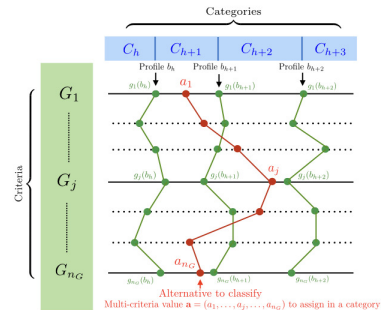 Categories
C_h C_{h+1} C_{h+2} C_{h+3}
Profile b_h Profile b_{h+1} Profile b_{h+2}
G_1 g_1(b_h) a_1 g_1(b_{h+1}) g_1(b_{h+2})
Criteria
G_j g_j(b_h) g_j(b_{h+1}) a_j g_j(b_{h+2})
G_{n_G} g_{n_G}(b_h) a_{n_G} g_{n_G}(b_{h+1}) g_{n_G}(b_{h+2})
Alternative to classify
Multi-criteria value a = (a_1, . . . , a_j, . . . , a_{n_G}) to assign in a category